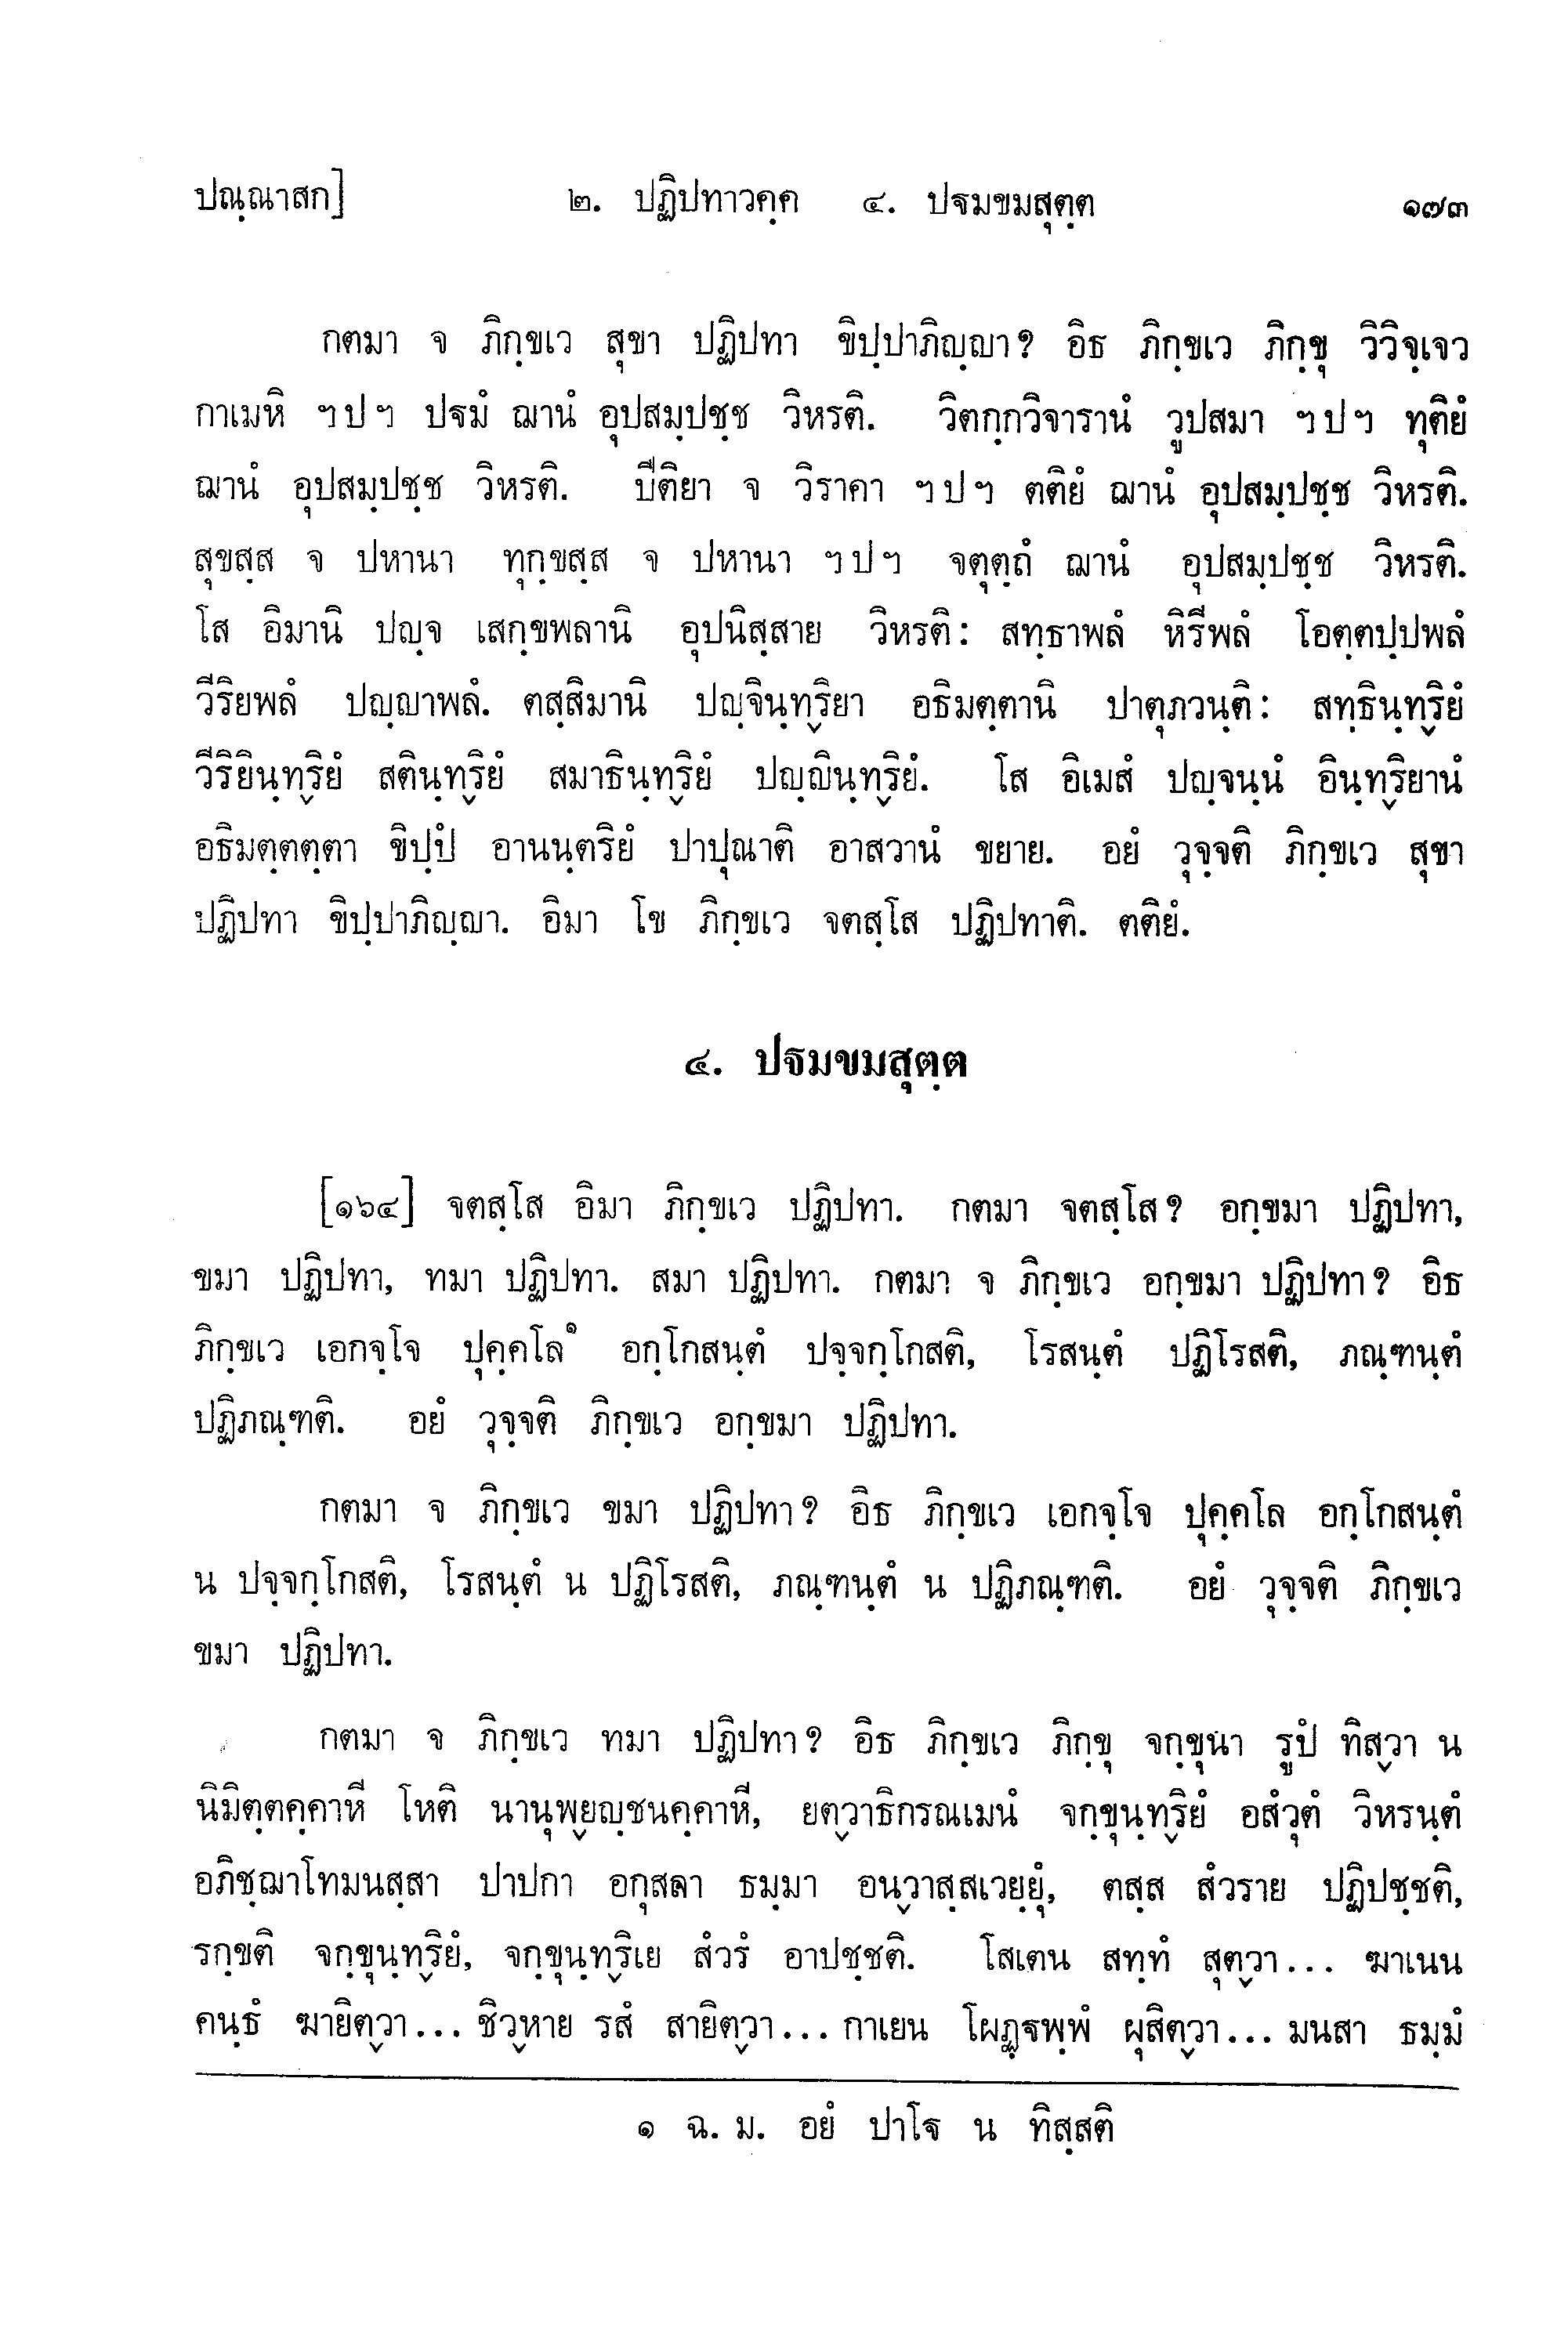 ปณฺณาสก]	๒. ปฏิปทาวคฺค ๔. ปฐมขมสุตฺต	๑๗๓
กตมา จ ภิกฺขเว สุขา ปฏิปทา ขิปฺปาภิญฺญา? อิธ ภิกฺขเว ภิกฺขุ วิวิจฺเจว
กาเมหิ ฯปฯ ปฐมํ ฌานํ อุปสมฺปชฺช วิหรติ. วิตกฺกวิจารานํ วูปสมา ฯปฯ ทุติยํ
ฌานํ อุปสมฺปชฺช วิหรติ. ปีติยา จ วิราคา ฯปฯ ตติยํ ฌานํ อุปสมฺปชฺช วิหรติ.
สุขสฺส จ ปหานา ทุกฺขสฺส จ ปหานา ฯปฯ จตุตฺถํ ฌานํ อุปสมฺปชฺช วิหรติ.
โส อิมานิ ปญฺจ เสกฺขพลานิ อุปนิสฺสาย วิหรติ: สทฺธาพลํ หิรีพลํ โอตฺตปฺปพลํ
วีริยพลํ ปญฺญาพลํ. ตสฺสิมานิ ปญฺจินฺทฺริยา อธิมตฺตานิ ปาตุภวนฺติ: สทฺธินฺทฺริยํ
วีริยินฺทฺริยํ สตินฺทฺริยํ สมาธินฺทฺริยํ ปญฺญินฺทฺริยํ. โส อิเมสํ ปญฺจนฺนํ อินฺทฺริยานํ
อธิมตฺตตฺตา ขิปฺปํ อานนฺตริยํ ปาปุณาติ อาสวานํ ขยาย. อยํ วุจฺจติ ภิกฺขเว สุขา
ปฏิปทา ขิปฺปาภิญฺญา. อิมา โข ภิกฺขเว จตสฺโส ปฏิปทาติ. ตติยํ.
๔. ปฐมขมสุตฺต
[๑๖๔] จตสฺโส อิมา ภิกฺขเว ปฏิปทา. กตมา จตสฺโส? อกฺขมา ปฏิปทา,
ขมา ปฏิปทา, ทมา ปฏิปทา. สมา ปฏิปทา. กตมา จ ภิกฺขเว อกฺขมา ปฏิปทา? อิธ
ภิกฺขเว เอกจฺโจ ปุคฺคโล๑ อกฺโกสนฺตํ ปจฺจกฺโกสติ, โรสนฺตํ ปฏิโรสติ, ภณฺฑนฺตํ
ปฏิภณฺฑติ. อยํ วุจฺจติ ภิกฺขเว อกฺขมา ปฏิปทา.
กตมา จ ภิกฺขเว ขมา ปฏิปทา? อิธ ภิกฺขเว เอกจฺโจ ปุคฺคโล อกฺโกสนฺตํ
น ปจฺจกฺโกสติ, โรสนฺตํ น ปฏิโรสติ, ภณฺฑนฺตํ น ปฏิภณฺฑติ. อยํ วุจฺจติ ภิกฺขเว
ขมา ปฏิปทา.
กตมา จ ภิกฺขเว ทมา ปฏิปทา? อิธ ภิกฺขเว ภิกฺขุ จกฺขุนา รูปํ ทิสฺวา น
นิมิตฺตคฺคาหี โหติ นานุพฺยญฺชนคฺคาหี, ยตฺวาธิกรณเมนํ จกฺขุนฺทฺริยํ อสํวุตํ วิหรนฺตํ
อภิชฺฌาโทมนสฺสา ปาปกา อกุสลา ธมฺมา อนฺวาสฺสเวยฺยุํ, ตสฺส สํวราย ปฏิปชฺชติ,
รกฺขติ จกฺขุนฺทฺริยํ, จกฺขุนฺทฺริเย สํวรํ อาปชฺชติ. โสเตน สทฺทํ สุตฺวา... ฆาเนน
คนฺธํ ฆายิตฺวา... ชิวฺหาย รสํ สายิตฺวา... กาเยน โผฏฺฐพฺพํ ผุสิตฺวา... มนสา ธมฺมํ
๑ ฉ. ม. อยํ ปาโฐ น ทิสฺสติ